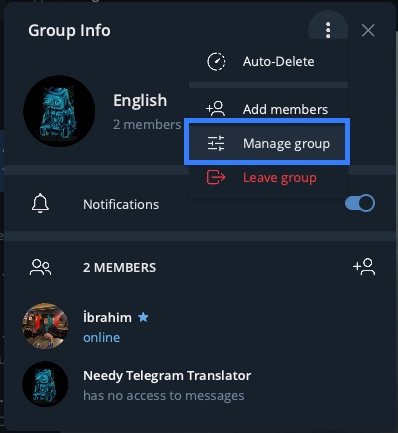 Group Info
Auto-Delete
English
2 members
Add members
Manage group
Leave group
Notifications
2 MEMBERS
İbrahim
online
Needy Telegram Translator
has no access to messages